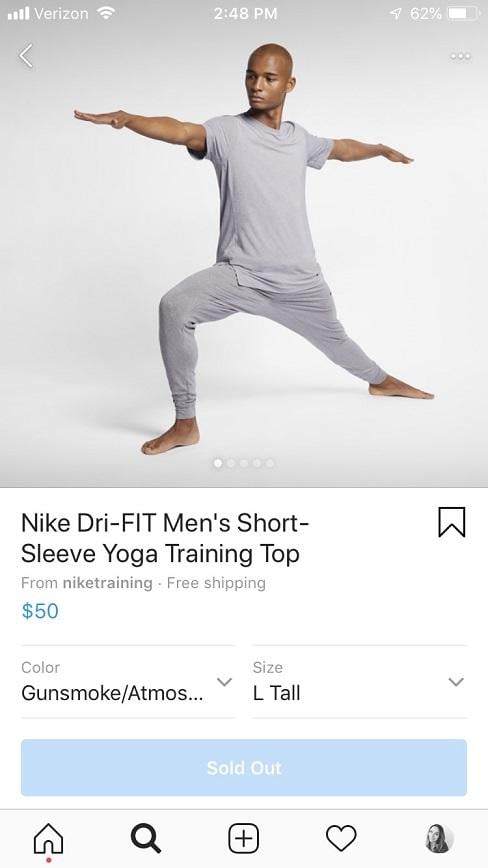 Verizon 2:48 PM 62%
Nike Dri-FIT Men's Short-
Sleeve Yoga Training Top
From niketraining · Free shipping
$50
Color
Gunsmoke/Atmos...
Size
L Tall
Sold Out